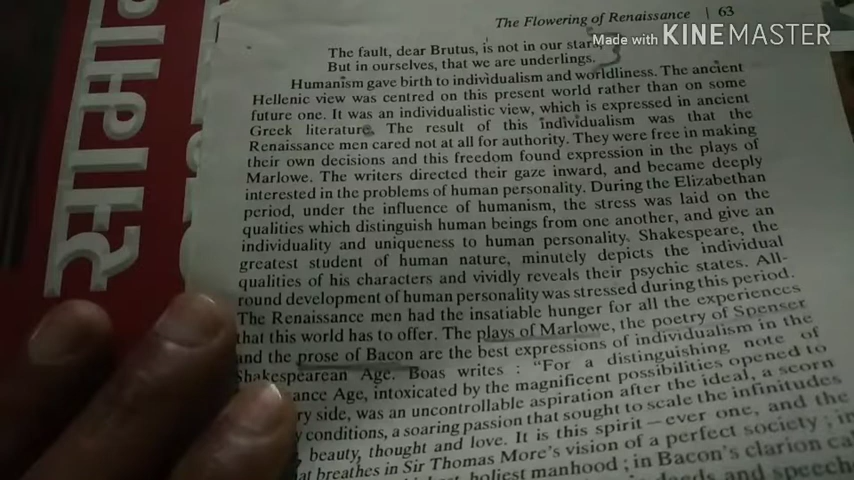 The Flowering of Renaissance | 63
Made with KINEMASTER
The fault, dear Brutus, is not in our stars
But in ourselves, that we are underlings.
Humanism gave birth to individualism and worldliness. The ancient
Hellenic view was centred on this present world rather than on some
future one. It was an individualistic view, which is expressed in ancient
Greek literature. The result of this individualism was that the
Renaissance men cared not at all for authority. They were free in making
their own decisions and this freedom found expression in the plays of
Marlowe. The writers directed their gaze inward, and became deeply
interested in the problems of human personality. During the Elizabethan
period, under the influence of humanism, the stress was laid on the
qualities which distinguish human beings from one another, and give an
individuality and uniqueness to human personality. Shakespeare, the
greatest student of human nature, minutely depicts the individual
qualities of his characters and vividly reveals their psychic states. All-
round development of human personality was stressed during this period.
The Renaissance men had the insatiable hunger for all the experiences
that this world has to offer. The plays of Marlowe, the poetry of Spenser
and the prose of Bacon are the best expressions of individualism in the
Shakespearean Age. Boas writes : "For a distinguishing note of
ance Age, intoxicated by the magnificent possibilities opened to
ry side, was an uncontrollable aspiration after the ideal, a scorn
y conditions, a soaring passion that sought to scale the infinitudes
, beauty, thought and love. It is this spirit — ever one, and the
at breathes in Sir Thomas More's vision of a perfect society ; in
holiest manhood ; in Bacon's clarion
and speech
सामा